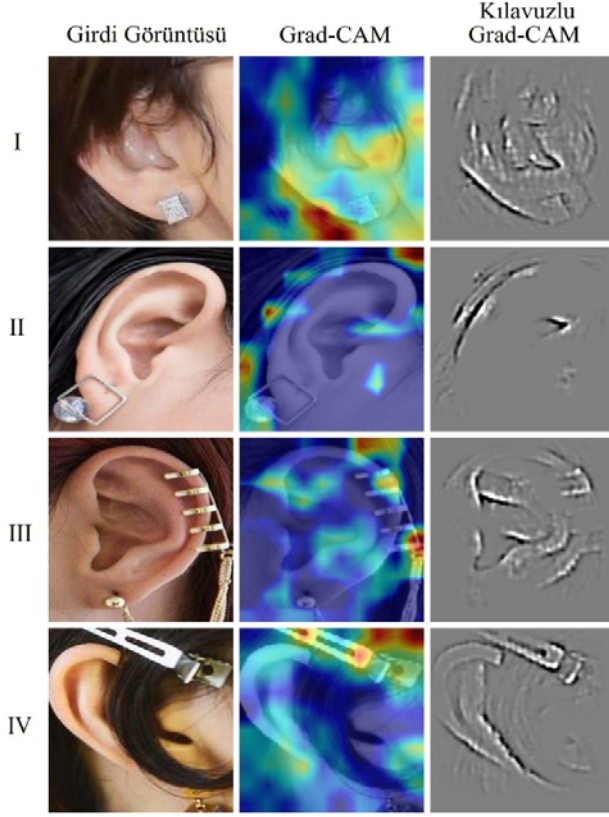 Girdi Görüntüsü
Grad-CAM
Kılavuzlu
Grad-CAM
I
II
III
IV